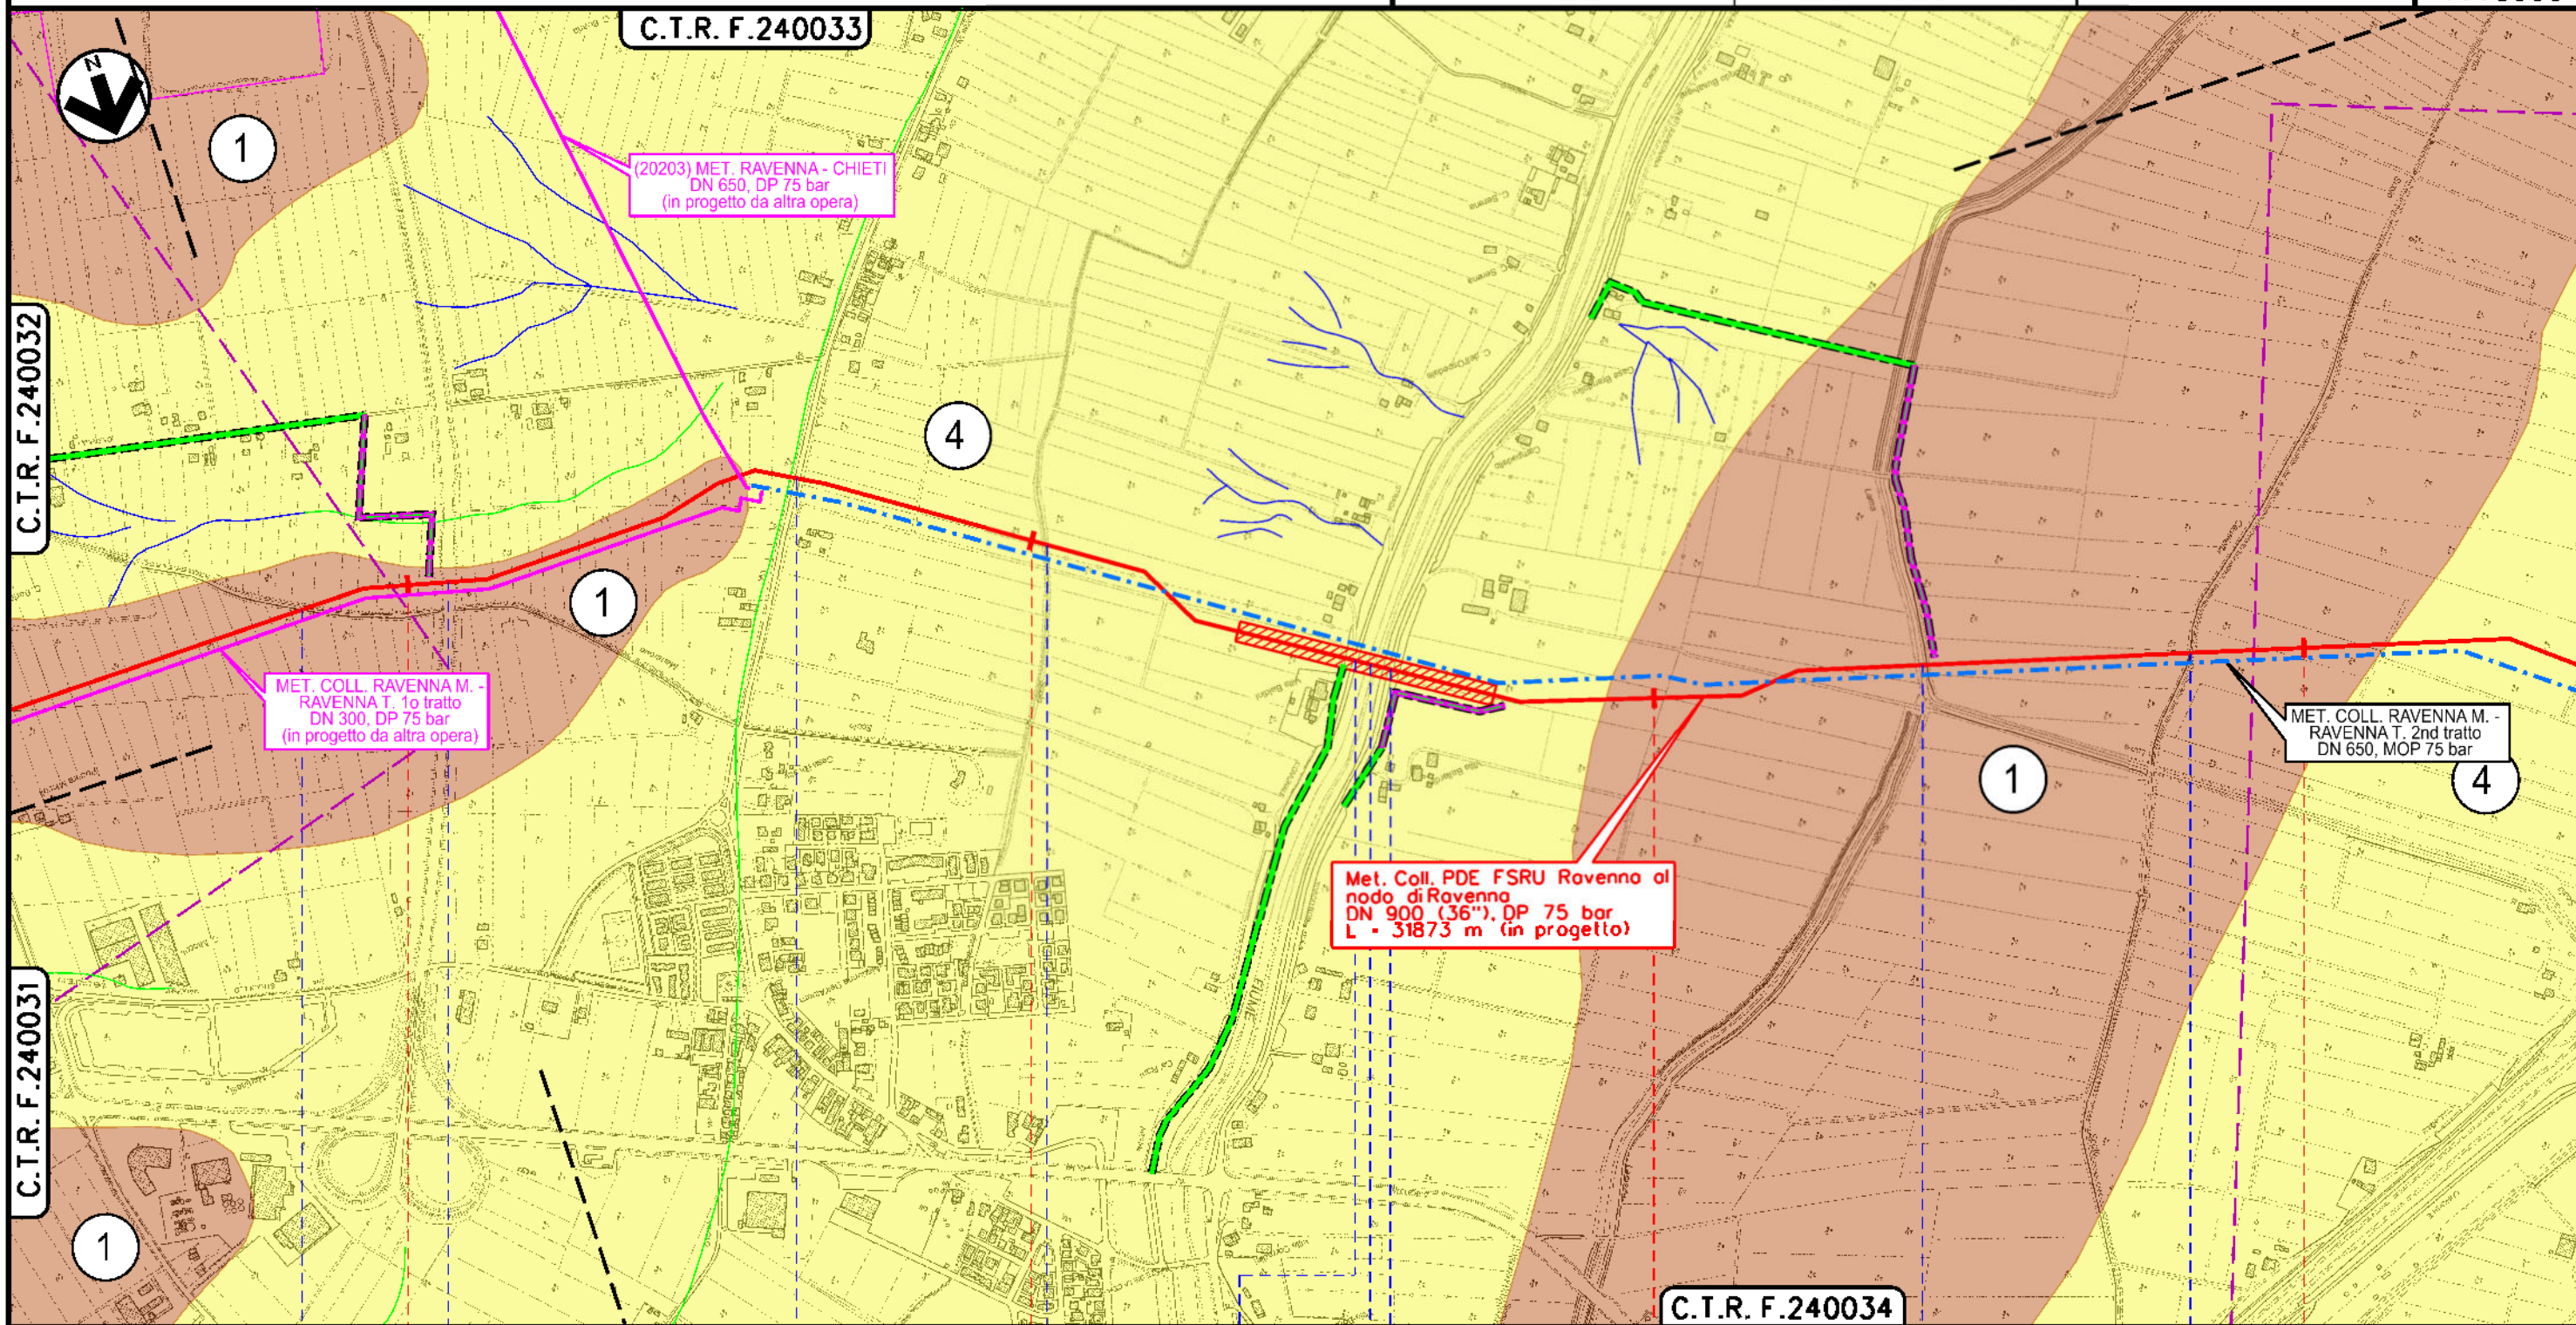 C.T.R. F.240033
N
1
(20203) MET. RAVENNA - CHIETI
DN 650, DP 75 bar
(in progetto da altra opera)
C.T.R. F.240032
4
1
MET. COLL. RAVENNA M. -
RAVENNA T. 1o tratto
DN 300, DP 75 bar
(in progetto da altra opera)
MET. COLL. RAVENNA M. -
RAVENNA T. 2nd tratto
DN 650, MOP 75 bar
1
4
Met. Coll. PDE FSRU Ravenna al
nodo di Ravenna
DN 900 (36"), DP 75 bar
L = 31873 m (in progetto)
C.T.R. F.240031
FIUME
1
C.T.R. F.240034